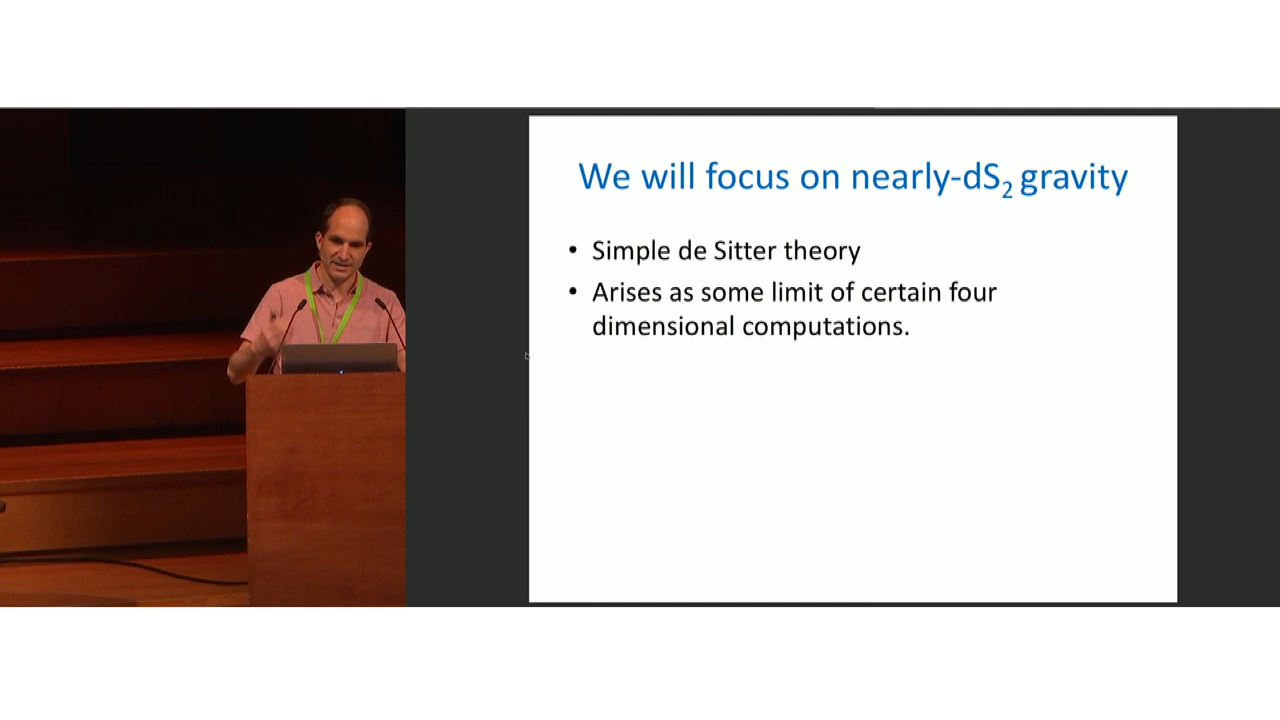 We will focus on nearly-dS₂ gravity
• Simple de Sitter theory
• Arises as some limit of certain four
dimensional computations.